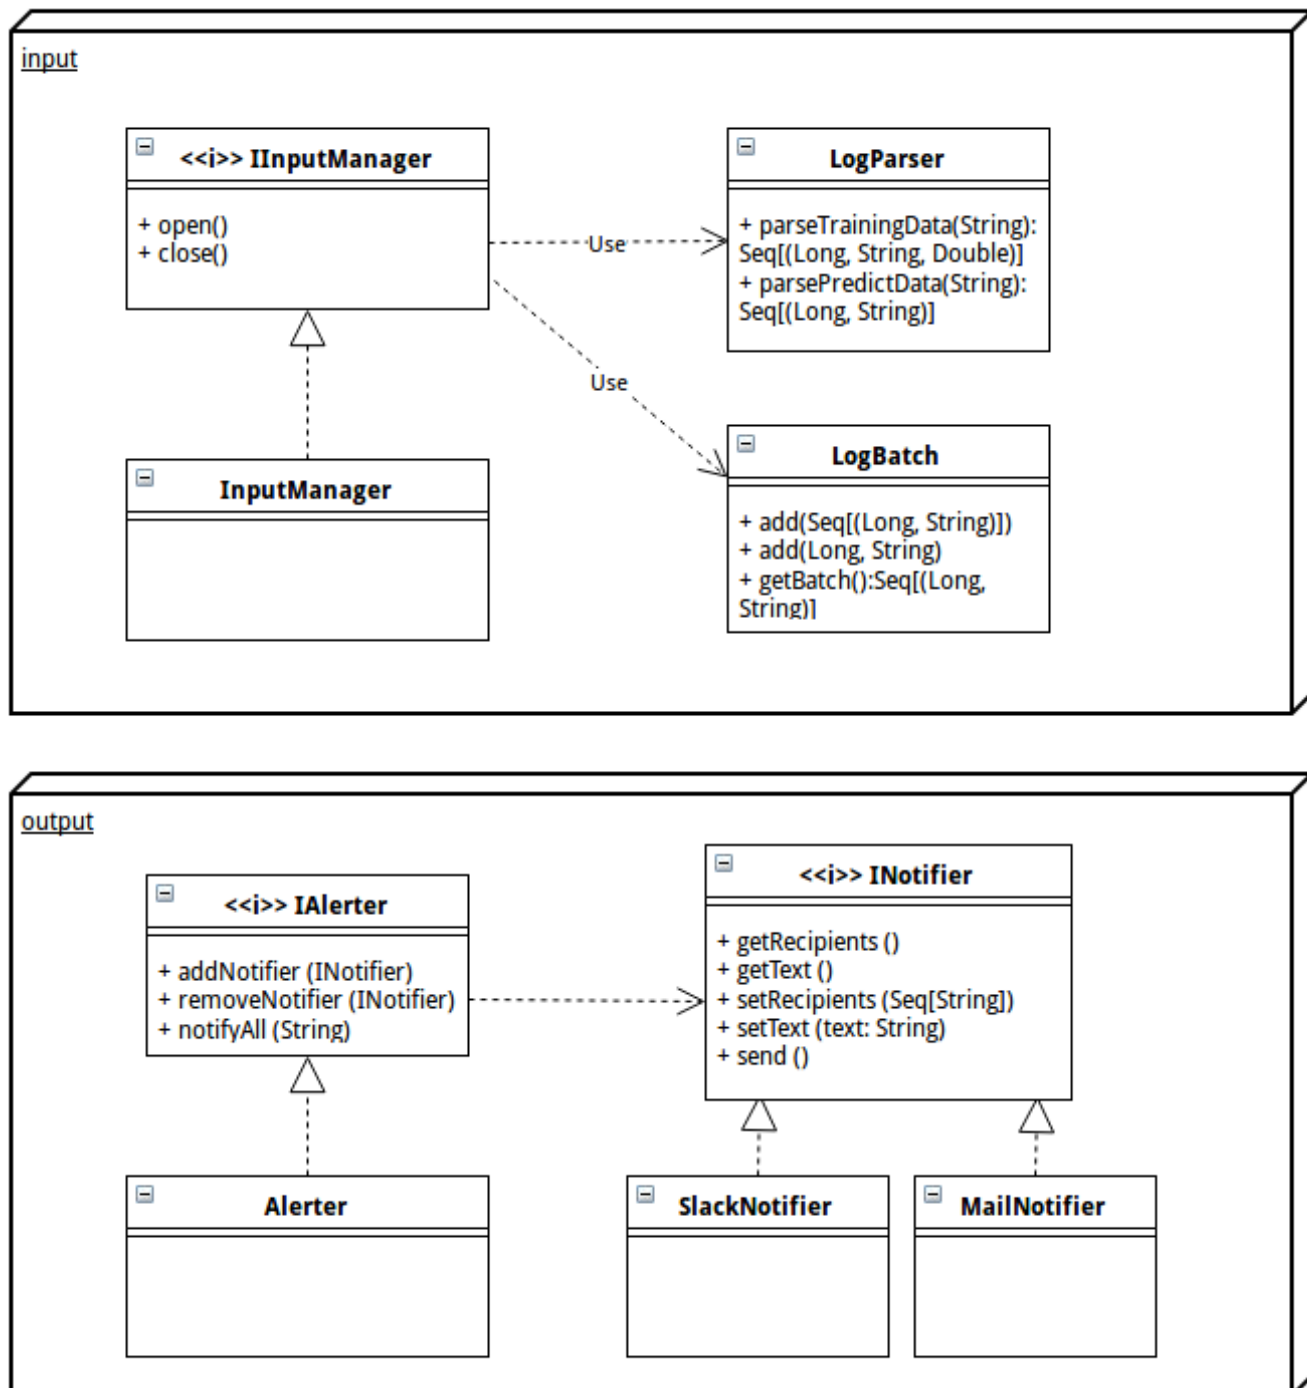 input
<<i>> IInputManager
+ open()
+ close()
LogParser
+ parseTrainingData(String):
Seq[(Long, String, Double)]
+ parsePredictData(String):
Seq[(Long, String)]
Use
Use
InputManager
LogBatch
+ add(Seq[(Long, String)])
+ add(Long, String)
+ getBatch():Seq[(Long,
String)]
output
<<i>> IAlerter
+ addNotifier (INotifier)
+ removeNotifier (INotifier)
+ notifyAll (String)
<<i>> INotifier
+ getRecipients ()
+ getText ()
+ setRecipients (Seq[String])
+ setText (text: String)
+ send ()
Alerter
SlackNotifier
MailNotifier